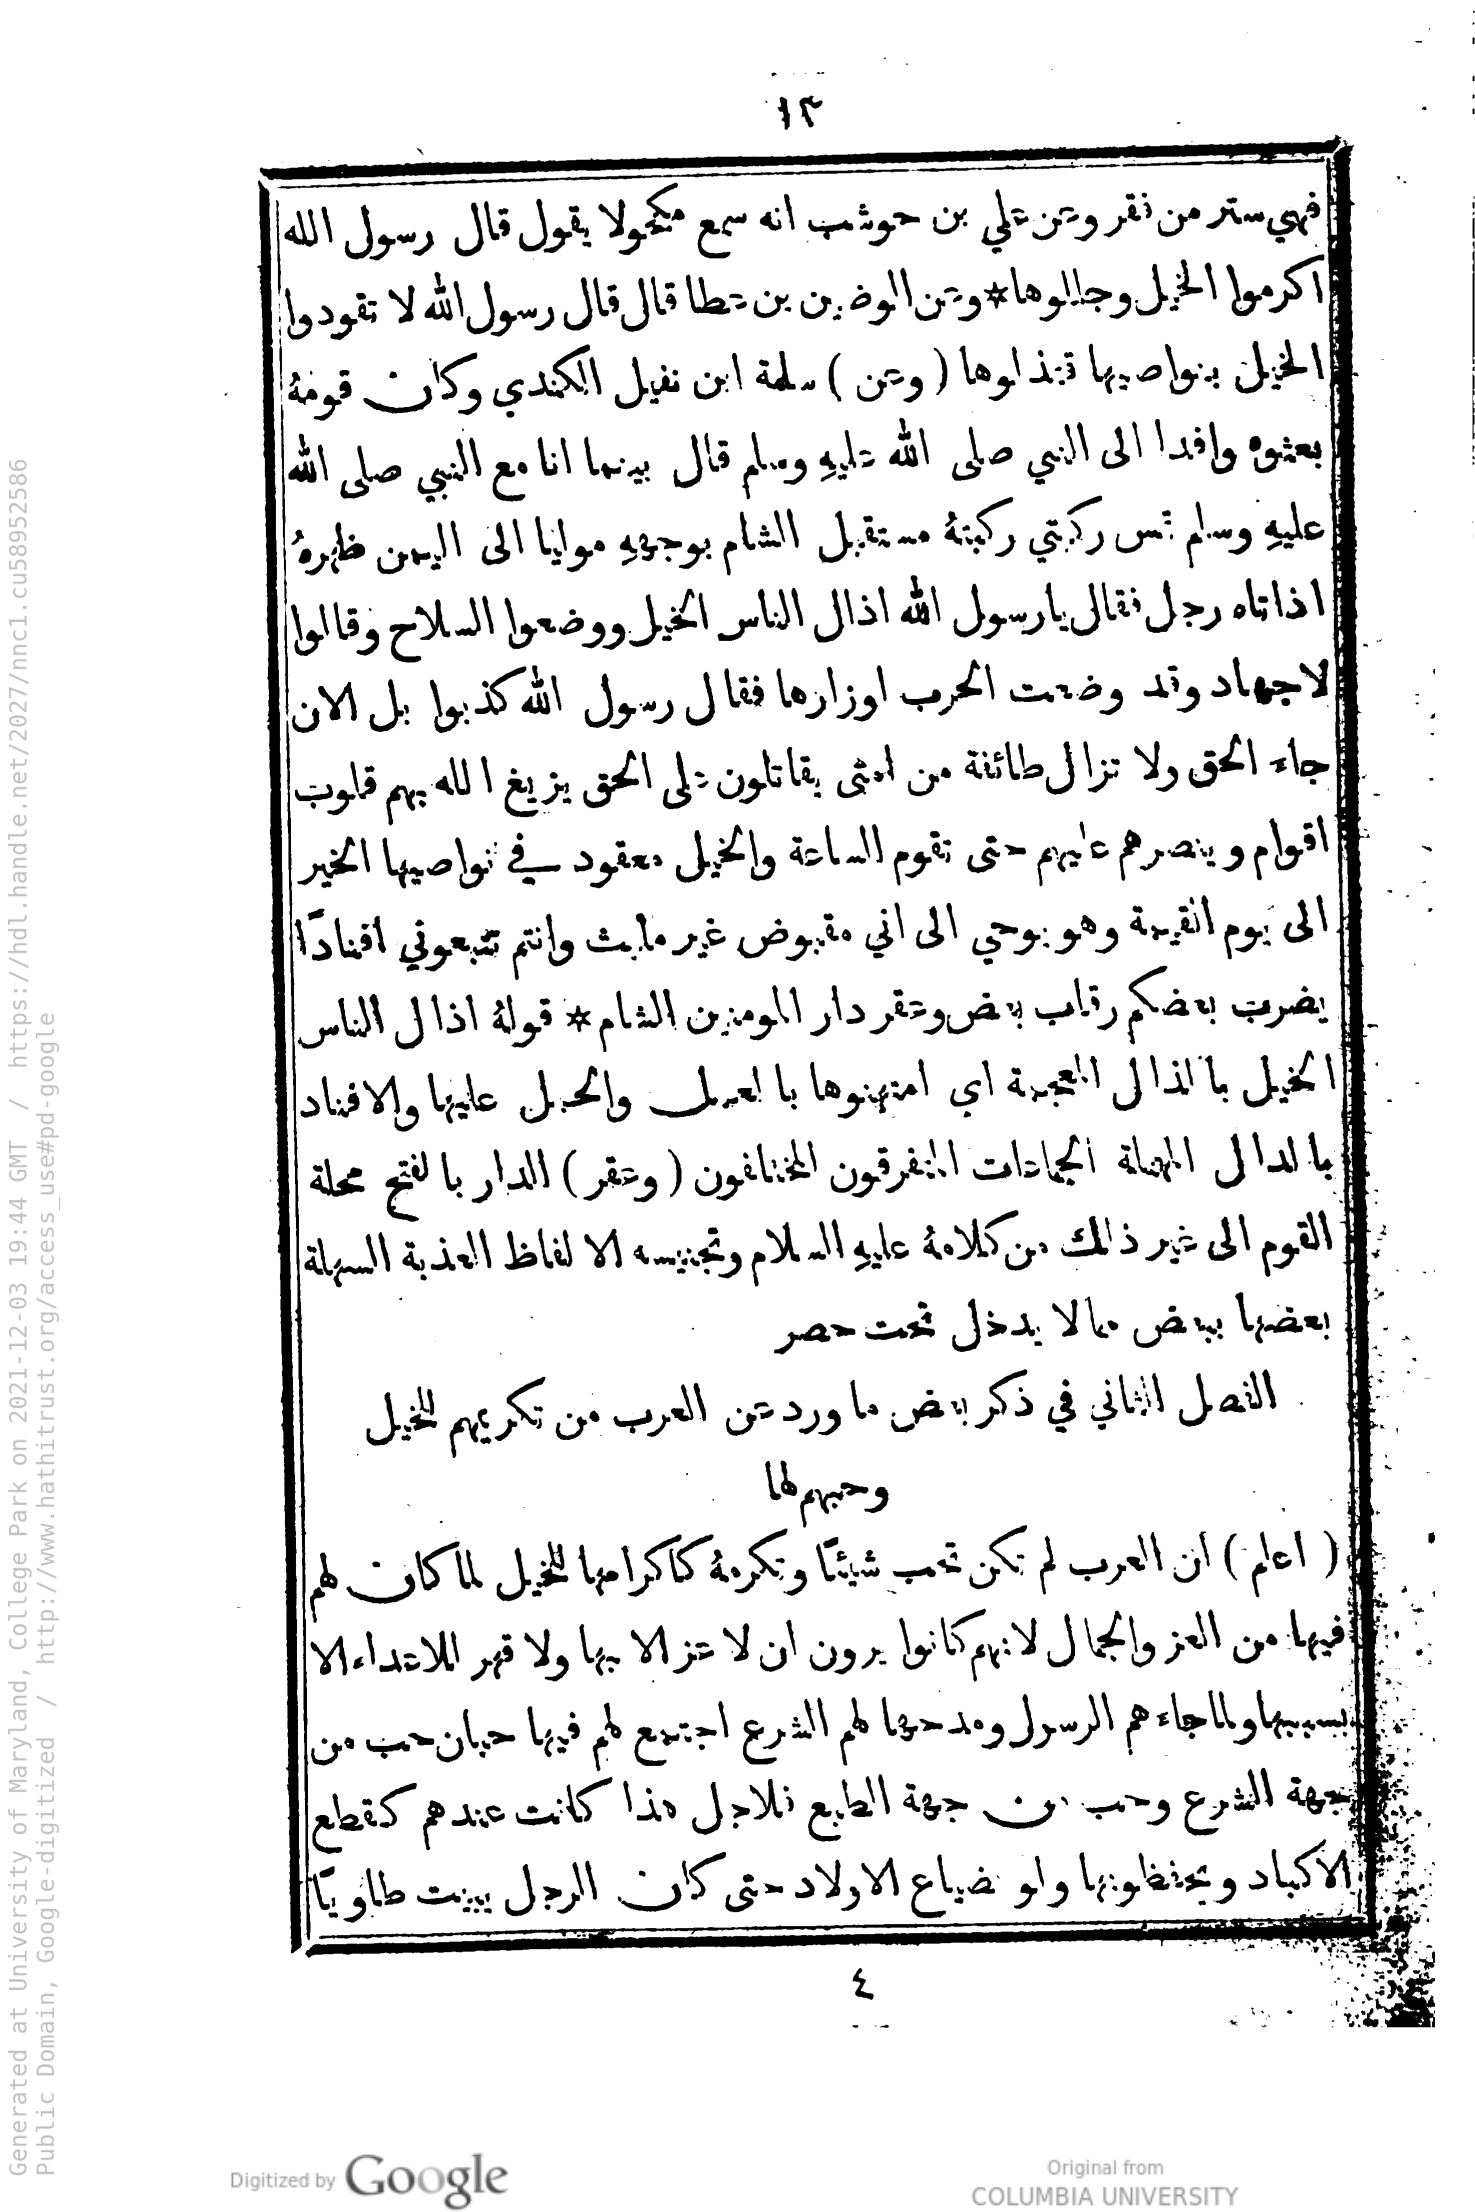 ١٣
فهي ستر من فقر وعن علي بن حوشب انه سمع مكحولا يقول قال رسول الله
اكرموا الخيل وجللوها * وعن الوضين بن عطا قال قال رسول الله لا تقودوا
الخيل بنواصيها تتذلوها ( وعن ) سلمة ابن نفيل الكندي وكان قومهُ
بعثوه وافدا الى النبي صلى الله عليهِ وسلم قال بينما انا مع النبي صلى الله
عليهِ وسلم تمس ركبتي ركبتهُ مستقبل الشام بوجههِ موليا الى اليمن ظهرهُ
اذ اتاه رجل فقال يا رسول الله اذال الناس الخيل ووضعوا السلاح وقالوا
لا جهاد وقد وضعت الحرب اوزارها فقال رسول الله كذبوا بل الان
جاء الحق ولا تزال طائفة من امتي يقاتلون على الحق يزيغ الله بهم قلوب
اقوام وينصرهم عليهم حتى تقوم الساعة والخيل معقود في نواصيها الخير
الى يوم القيمة وهو يوحي الى اني مقبوض غير ملبث وانتم تتبعوني افنادًا
يضرب بعضكم رقاب بعض وعقر دار المومنين الشام * قولهُ اذال الناس
الخيل بالذال المعجمة اي امتهنوها بالعمل والحمل عليها والافناد
بالدال المهملة الجماعات المتفرقون المختلفون ( وعقر ) الدار بالفتح محلة
القوم الى غير ذلك من كلامهُ عليهِ السلام وتجنيسه الالفاظ العذبة السهلة
بعضها ببعض مما لا يدخل تحت حصر
الفصل الثاني في ذكر بعض ما ورد عن العرب من تكريمهم للخيل
وحبهم لها
( اعلم ) ان العرب لم تكن تحب شيئًا وتكرمهُ كاكرامها للخيل لما كان لهم
فيها من العز والجمال لانهم كانوا يرون ان لا عز الا بها ولا قهر للاعداء الا
بسببها ولما جاءهم الرسول ومدحها لهم الشرع اجتمع لهم فيها حبان حب من
جهة الشرع وحب من جهة الطبع فلاجل هذا كانت عندهم كقطع
الاكباد ويحتفظونها ولو ضياع الاولاد حتى كان الرجل يبيت طاويًا
٤
Generated at University of Maryland, College Park on 2021-12-03 19:44 GMT / https://hdl.handle.net/2027/nnc1.cu58952586
Public Domain, Google-digitized / http://www.hathitrust.org/access_use#pd-google
Digitized by Google
Original from
COLUMBIA UNIVERSITY